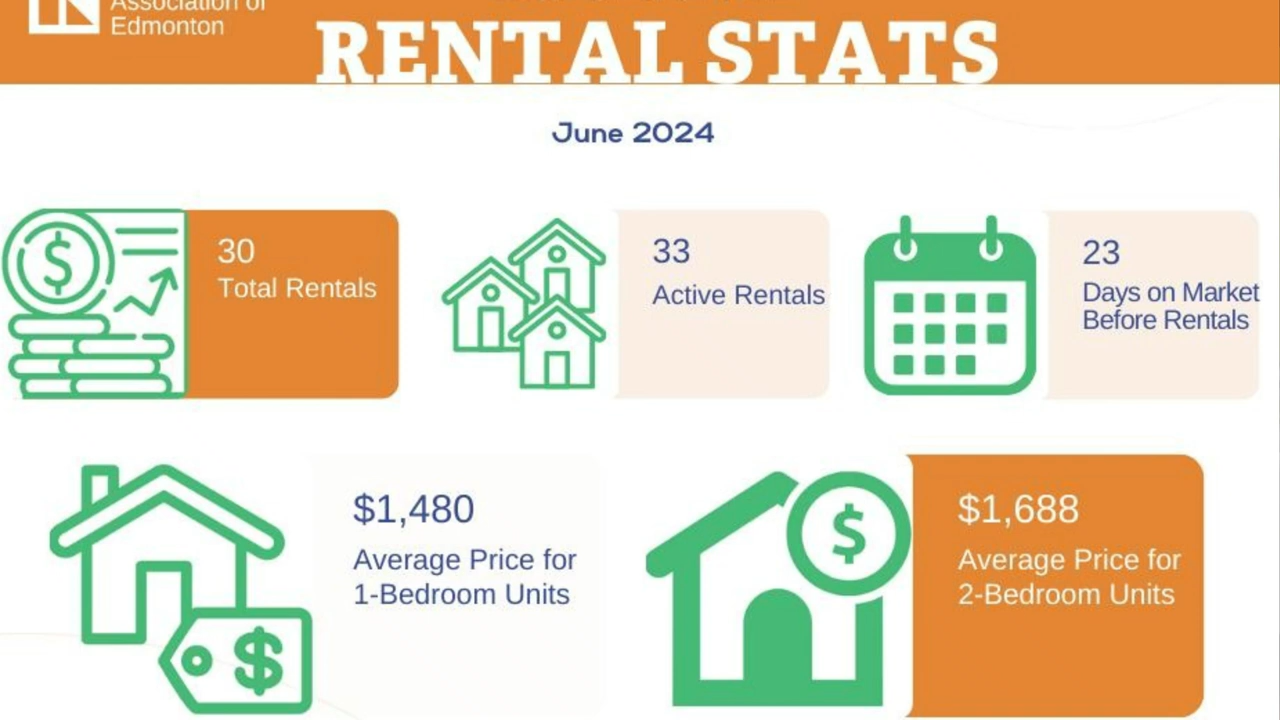 Association of
Edmonton
RENTAL STATS
June 2024
30
Total Rentals
33
Active Rentals
23
Days on Market
Before Rentals
$1,480
Average Price for
1-Bedroom Units
$1,688
Average Price for
2-Bedroom Units